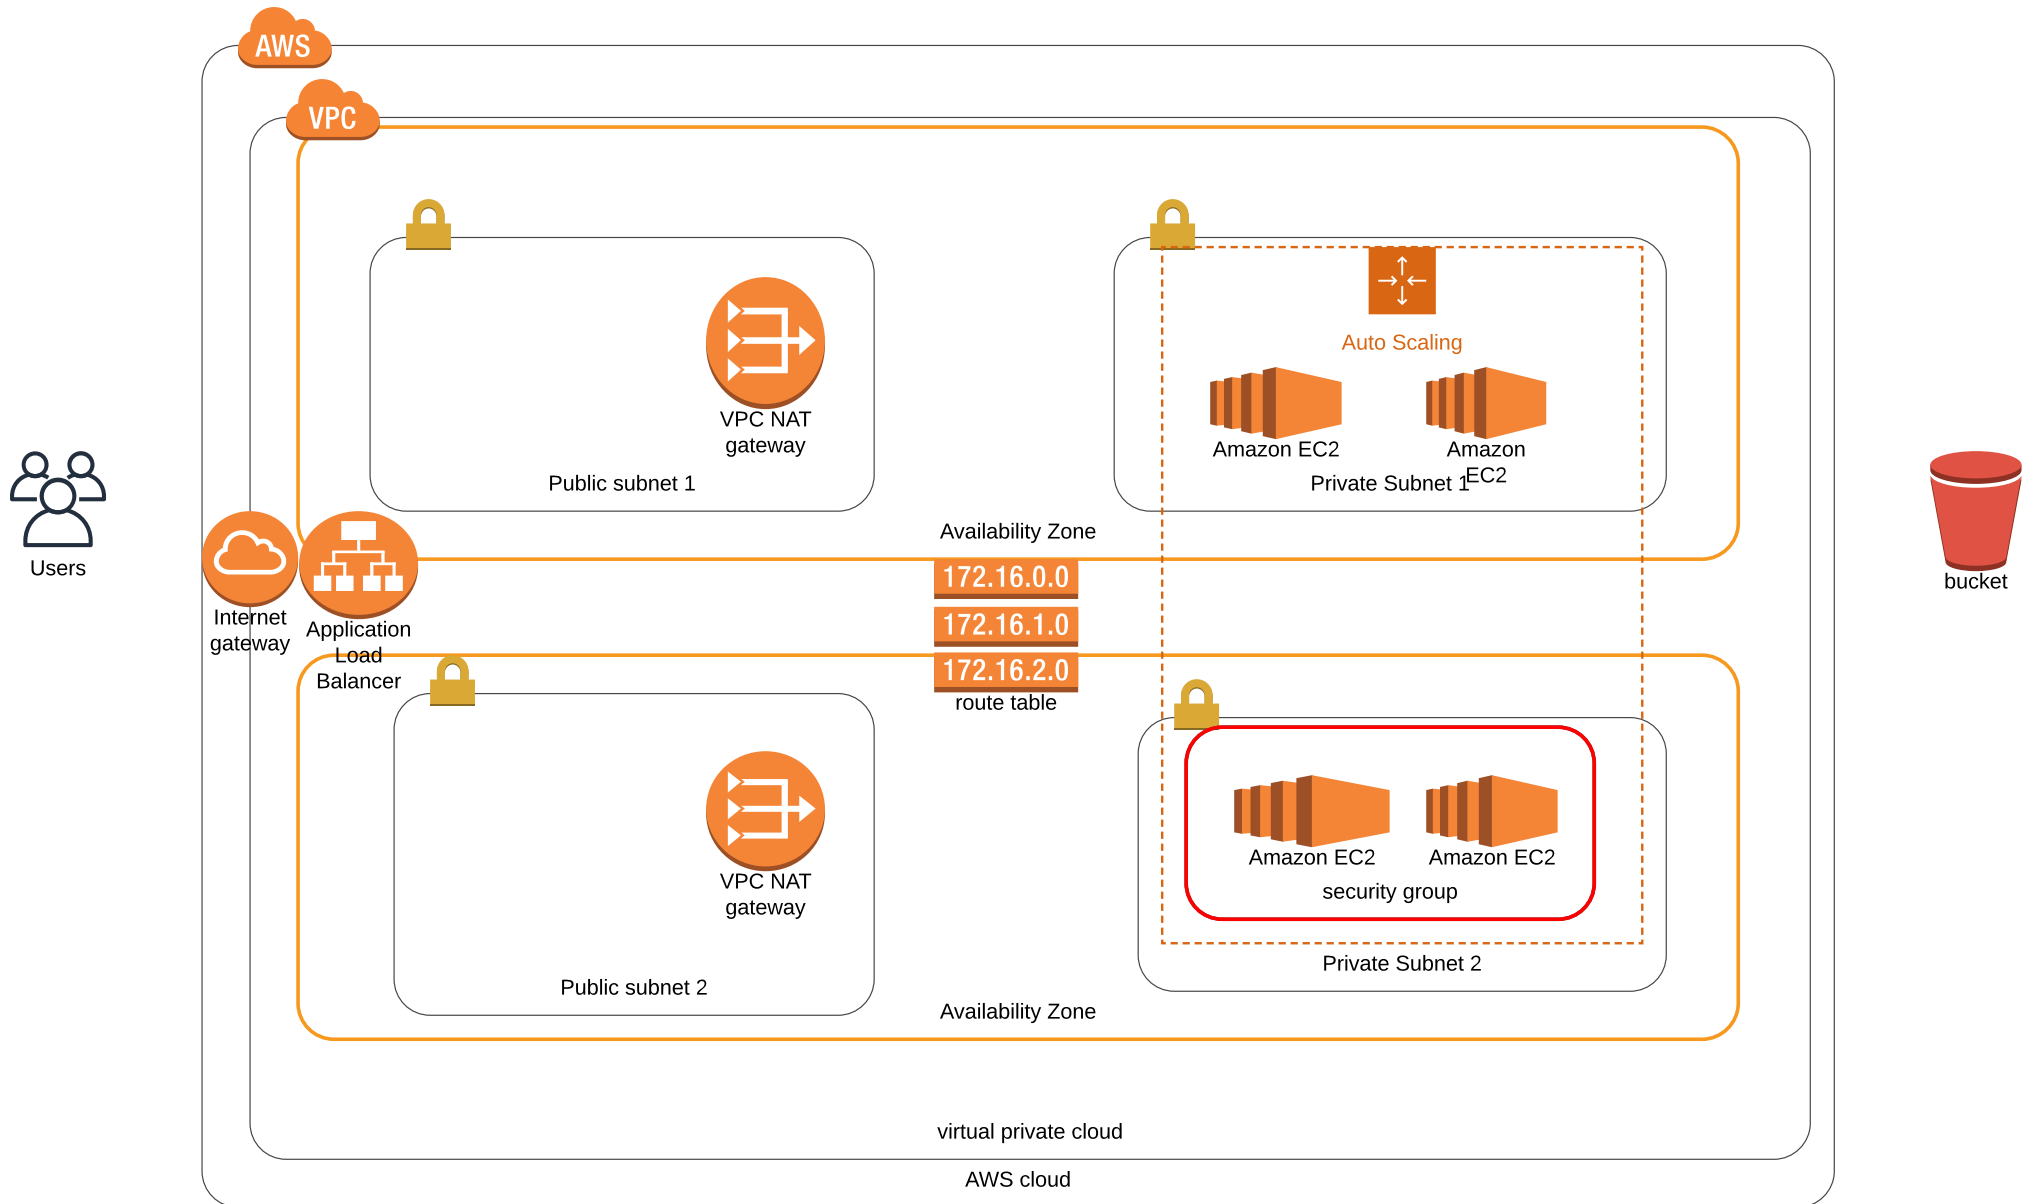 AWS
VPC
Auto Scaling
VPC NAT
gateway
Amazon EC2
Amazon
EC2
Public subnet 1
Private Subnet 1
Availability Zone
Users
bucket
Internet
gateway
Application
Load
Balancer
172.16.0.0
172.16.1.0
172.16.2.0
route table
VPC NAT
gateway
Amazon EC2
Amazon EC2
security group
Public subnet 2
Private Subnet 2
Availability Zone
virtual private cloud
AWS cloud